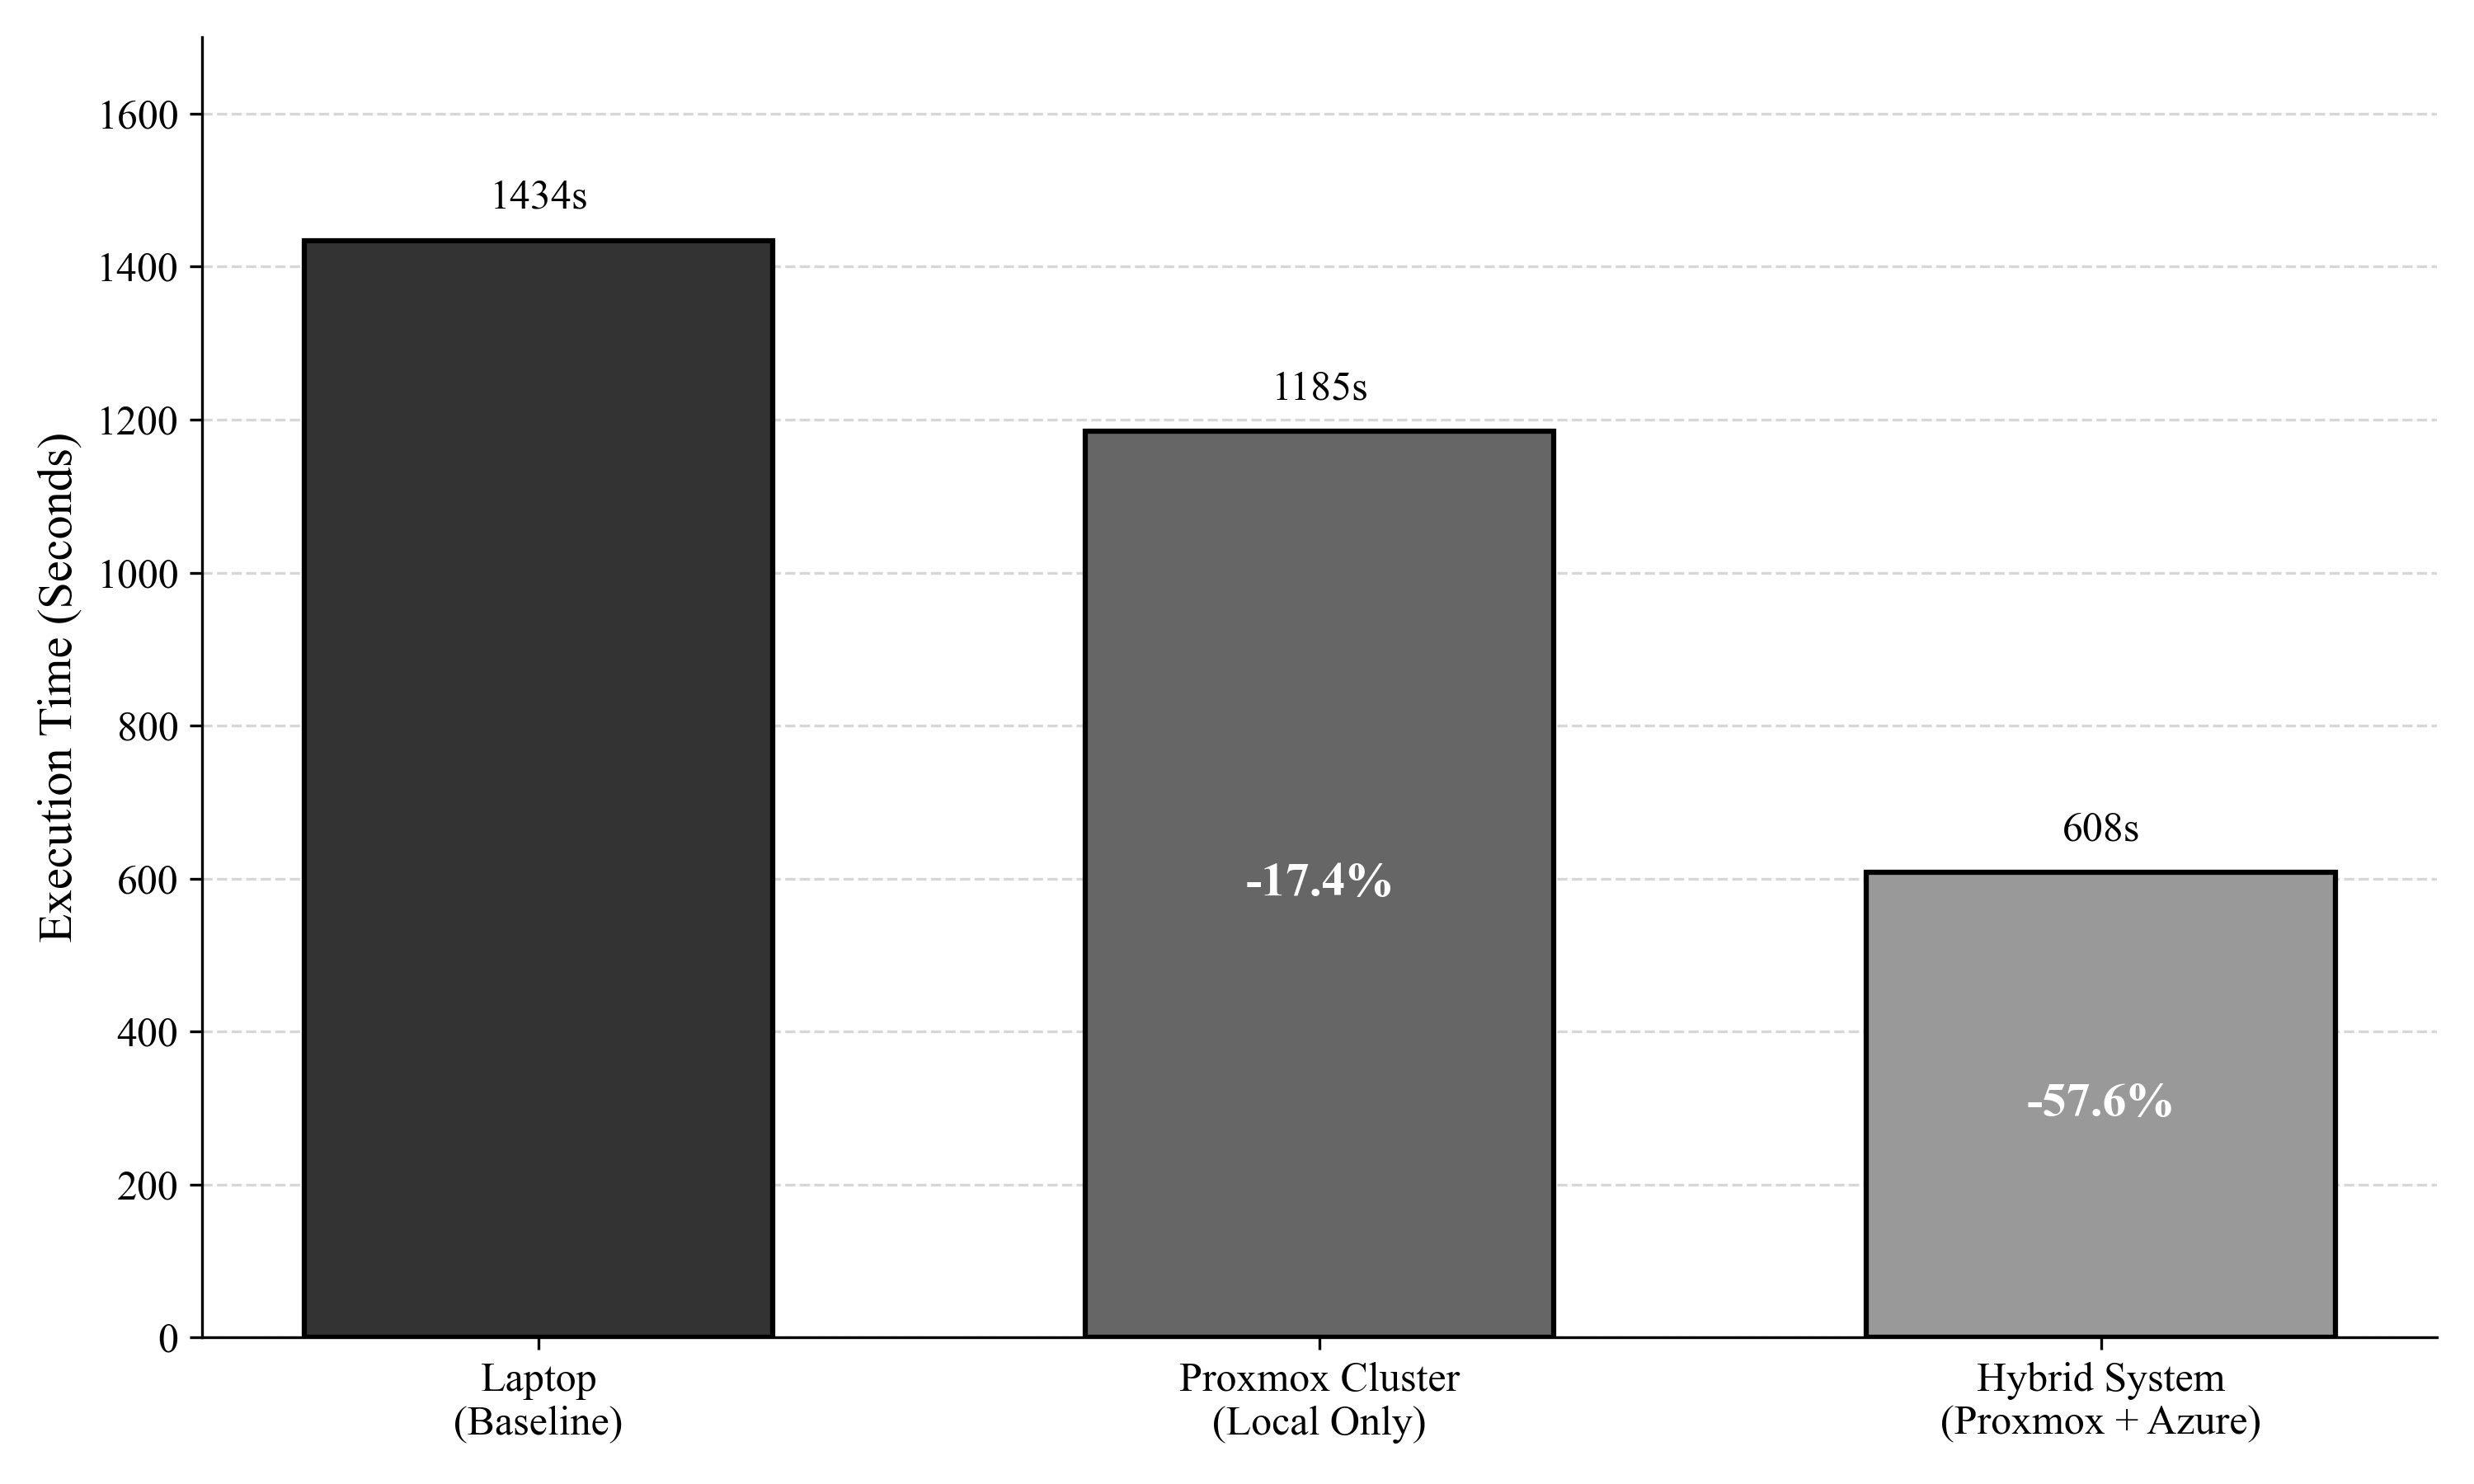 1600
1400
1200
1000
800
600
400
200
0
Execution Time (Seconds)
1434s
1185s
608s
-17.4%
-57.6%
Laptop
(Baseline)
Proxmox Cluster
(Local Only)
Hybrid System
(Proxmox + Azure)